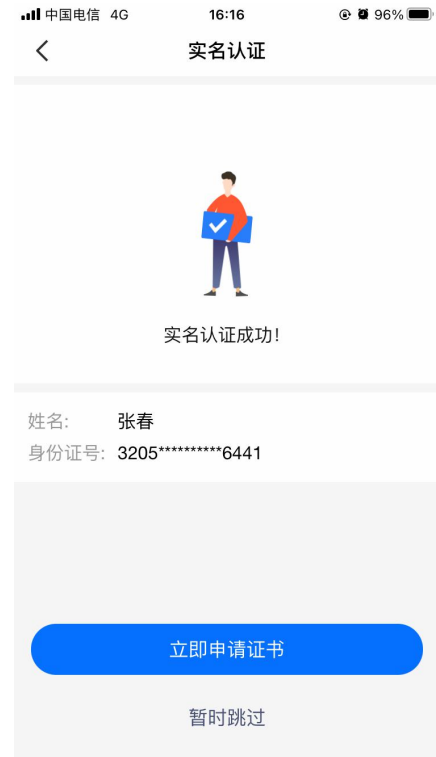 中国电信 4G 16:16 96%
实名认证
实名认证成功！
姓名: 张春
身份证号: 3205**********6441
立即申请证书
暂时跳过